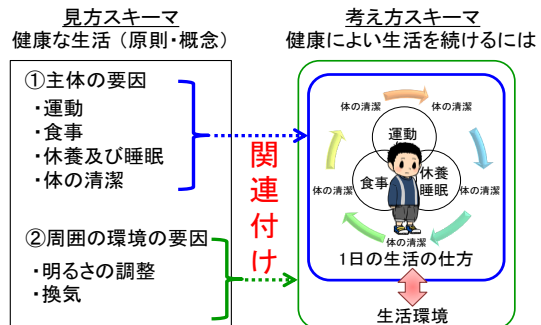 見方スキーマ
健康な生活（原則・概念）
①主体の要因
・運動
・食事
・休養及び睡眠
・体の清潔
②周囲の環境の要因
・明るさの調整
・換気
関連付け
考え方スキーマ
健康によい生活を続けるには
体の清潔
体の清潔
運動
食事
休養
睡眠
体の清潔
体の清潔
体の清潔
1日の生活の仕方
生活環境